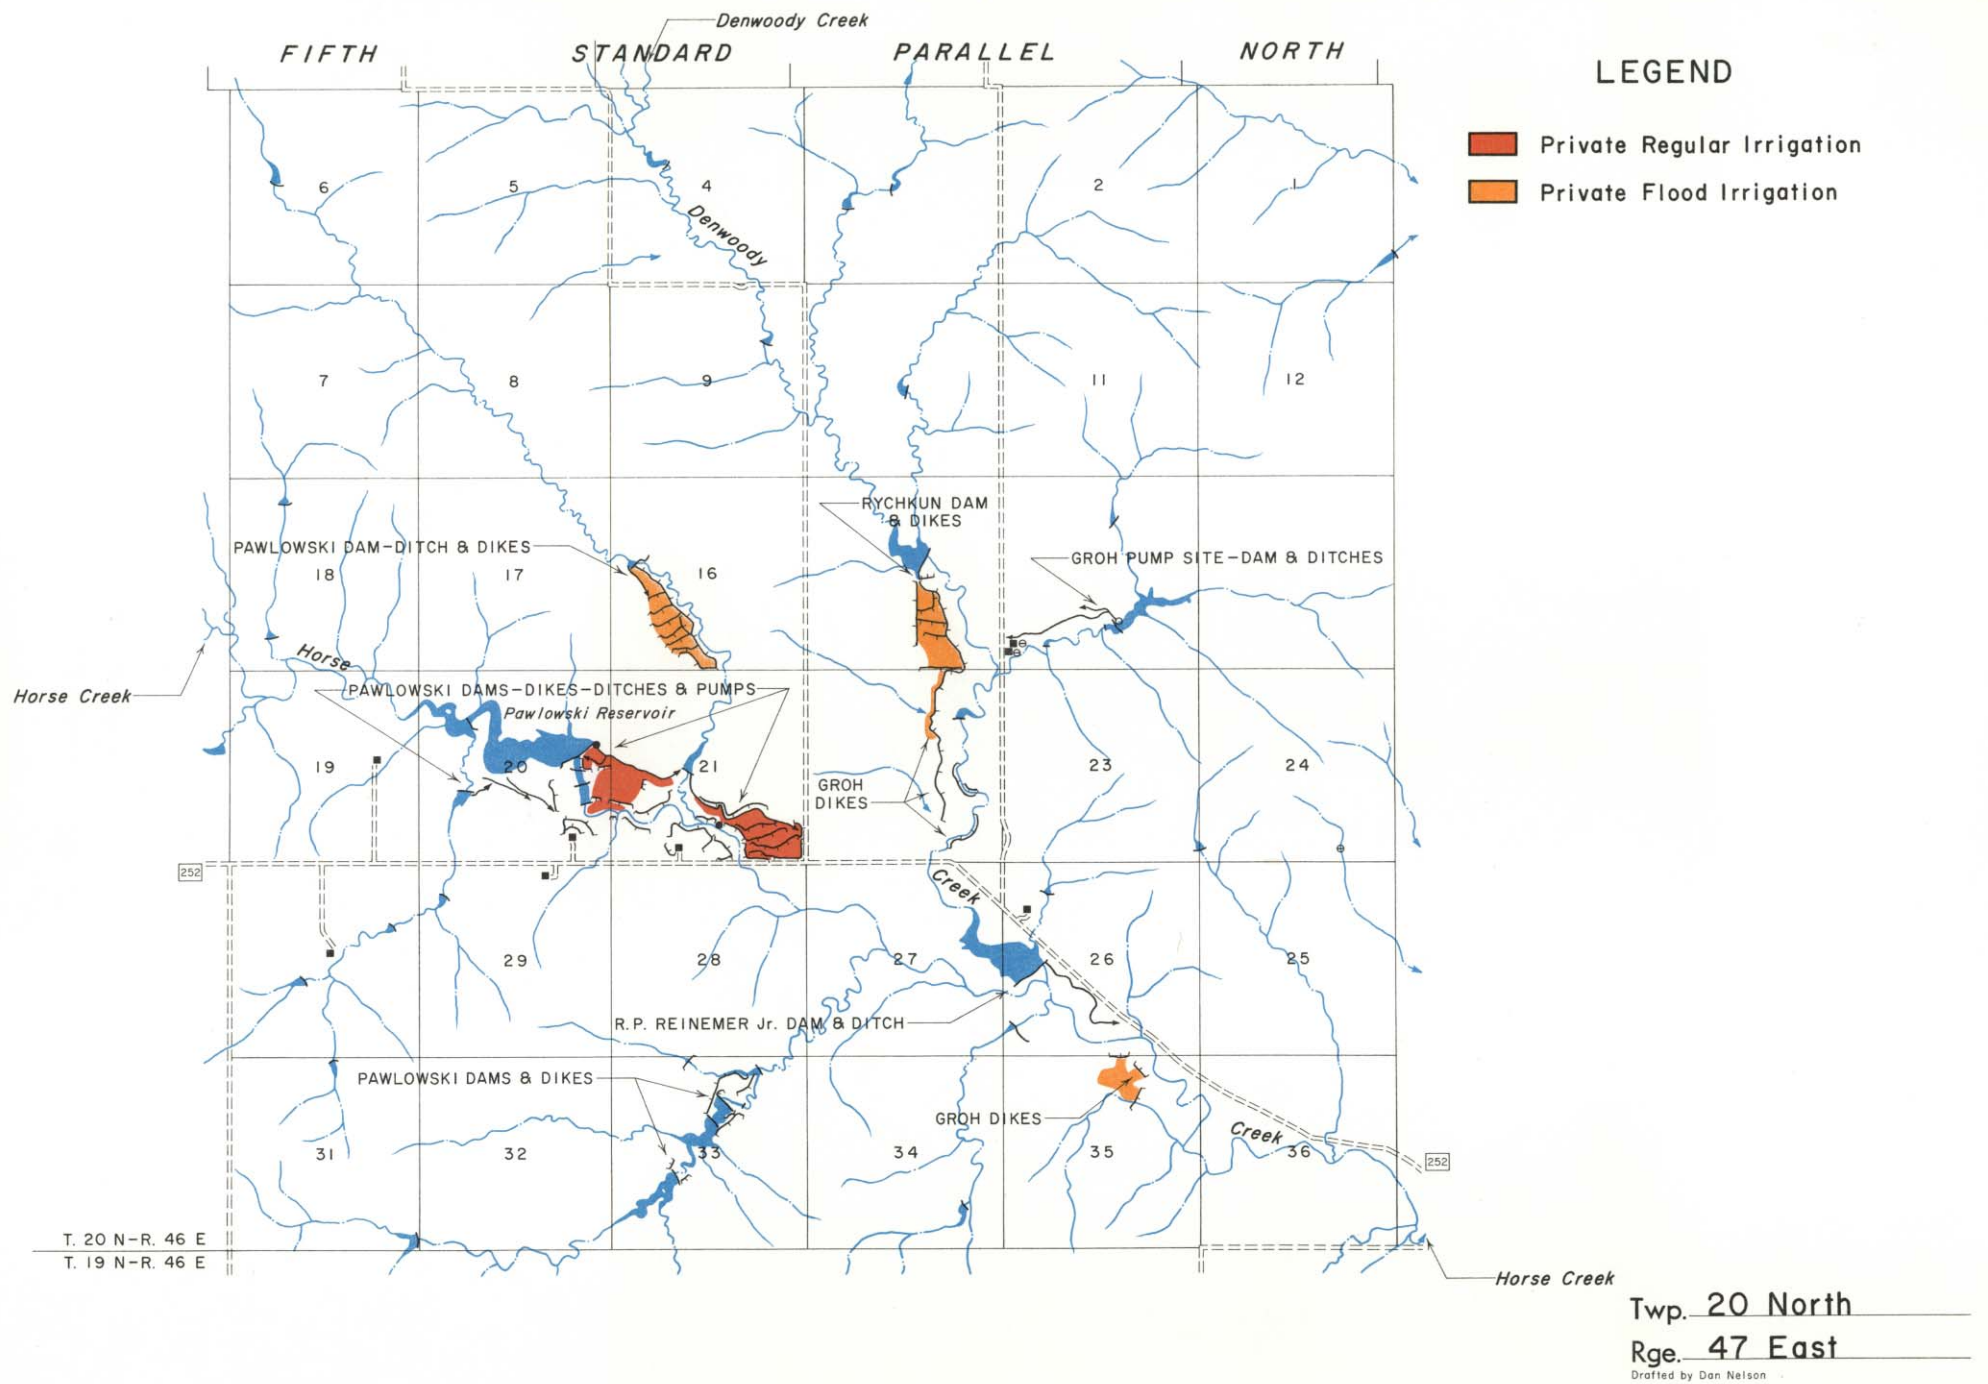 Denwoody Creek
FIFTH STANDARD PARALLEL NORTH
LEGEND
Private Regular Irrigation
Private Flood Irrigation
6 5 4 2 1
Denwoody
7 8 9 11 12
RYCHKUN DAM
& DIKES
PAWLOWSKI DAM-DITCH & DIKES
GROH PUMP SITE-DAM & DITCHES
18 17 16
Horse
Horse Creek
PAWLOWSKI DAMS-DIKES-DITCHES & PUMPS
Pawlowski Reservoir
19 20 21 23 24
GROH
DIKES
252
Creek
29 28 27 26 25
R.P. REINEMER Jr. DAM & DITCH
PAWLOWSKI DAMS & DIKES
GROH DIKES
Creek
31 32 33 34 35 36
252
T. 20 N-R. 46 E
T. 19 N-R. 46 E
Horse Creek
Twp. 20 North
Rge. 47 East
Drafted by Dan Nelson